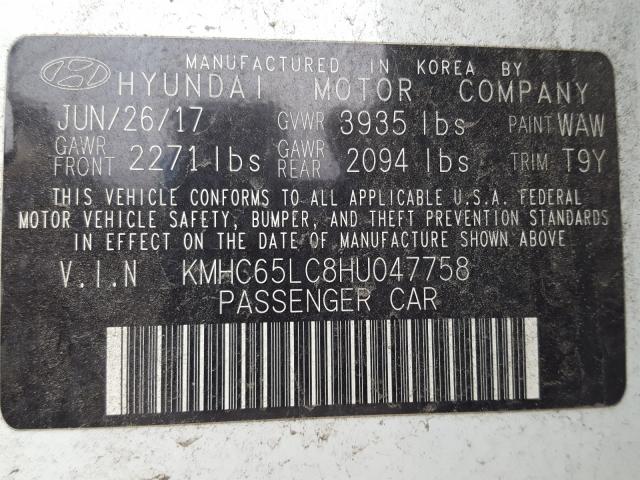 MANUFACTURED IN KOREA BY
HYUNDAI MOTOR COMPANY
JUN/26/17 GVWR 3935 lbs PAINT WAW
GAWR FRONT 2271 lbs GAWR REAR 2094 lbs TRIM T9Y
THIS VEHICLE CONFORMS TO ALL APPLICABLE U.S.A. FEDERAL
MOTOR VEHICLE SAFETY, BUMPER, AND THEFT PREVENTION STANDARDS
IN EFFECT ON THE DATE OF MANUFACTURE SHOWN ABOVE
V.I.N KMHC65LC8HU047758
PASSENGER CAR